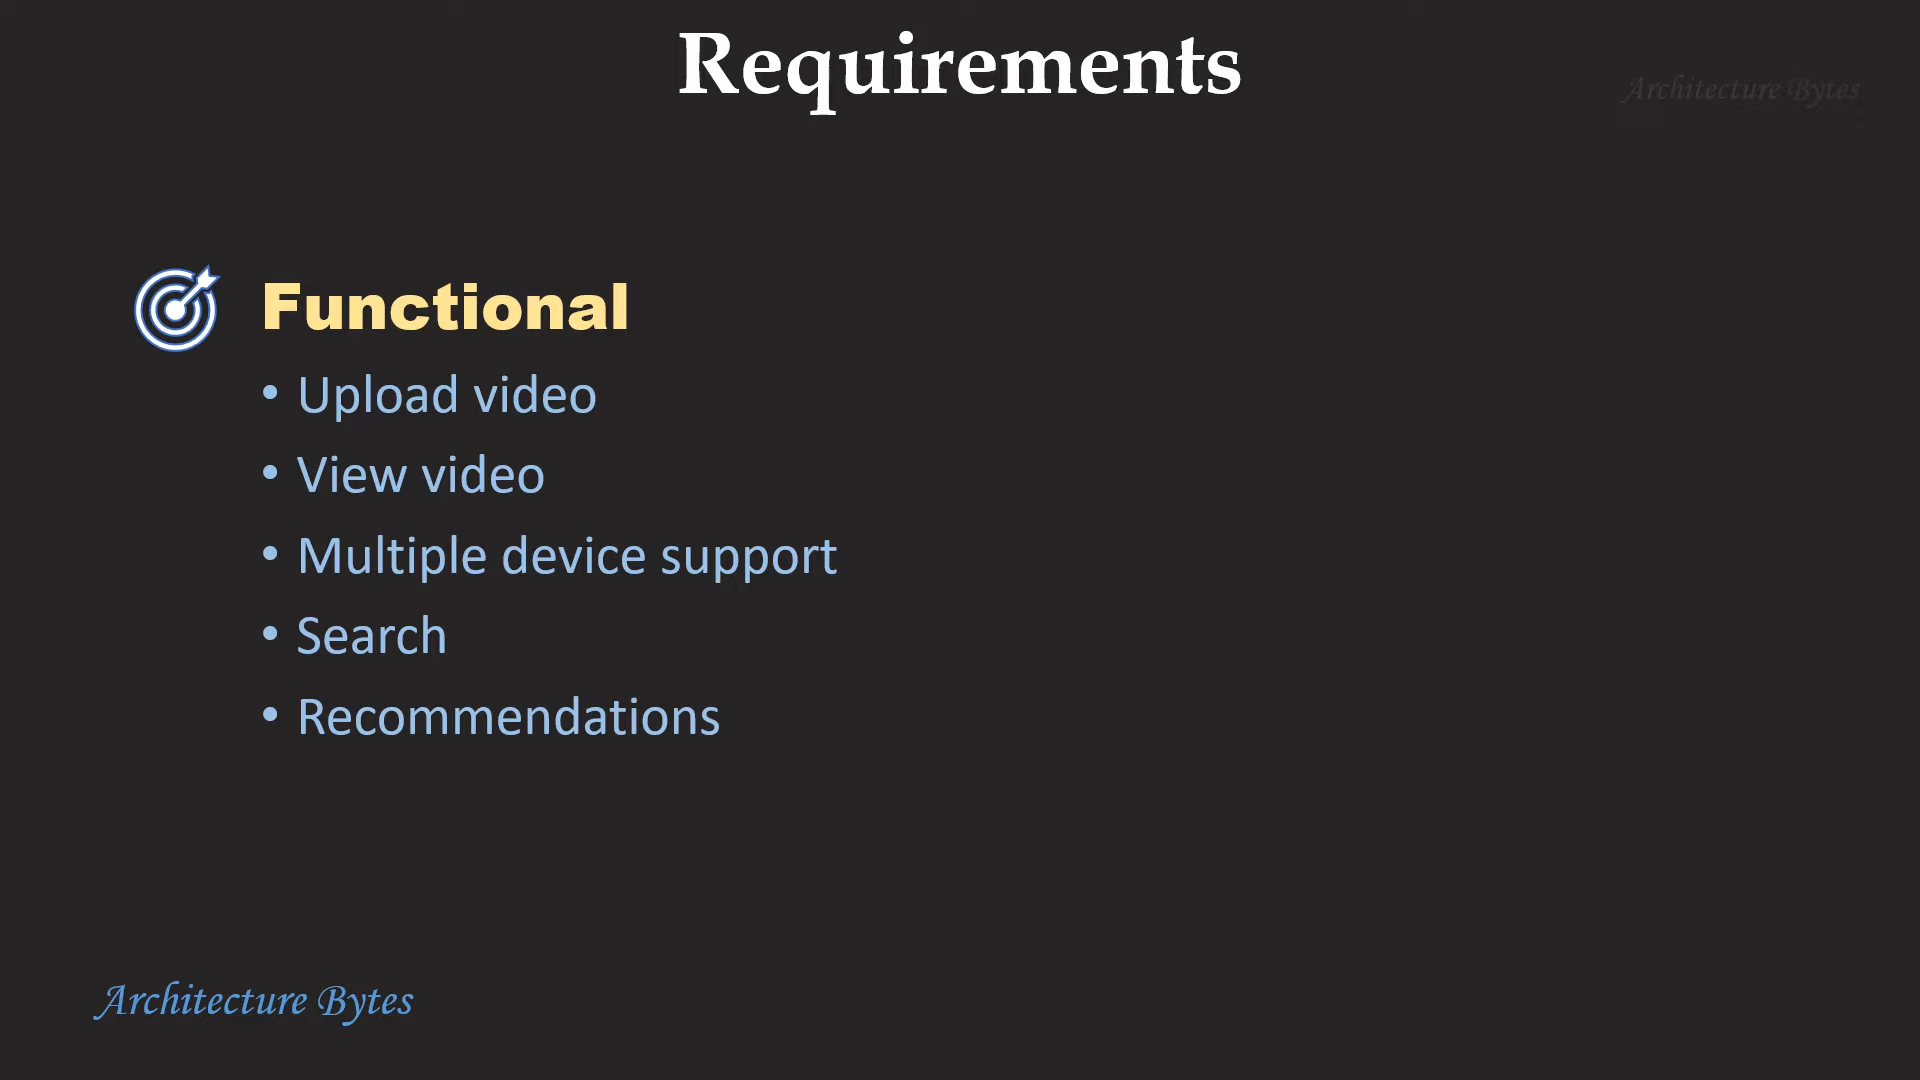 Requirements
Architecture Bytes
Functional
• Upload video
• View video
• Multiple device support
• Search
• Recommendations
Architecture Bytes